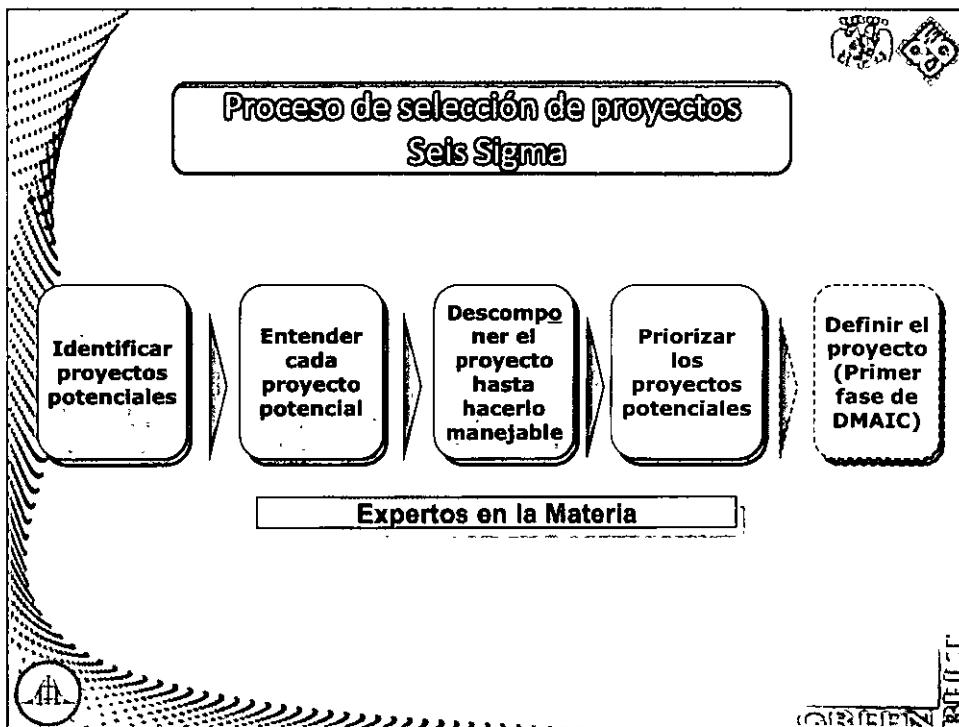 Proceso de selección de proyectos
Seis Sigma
Identificar
proyectos
potenciales
Entender
cada
proyecto
potencial
Descompo
ner el
proyecto
hasta
hacerlo
manejable
Priorizar
los
proyectos
potenciales
Definir el
proyecto
(Primer
fase de
DMAIC)
Expertos en la Materia
GREEN
BELT